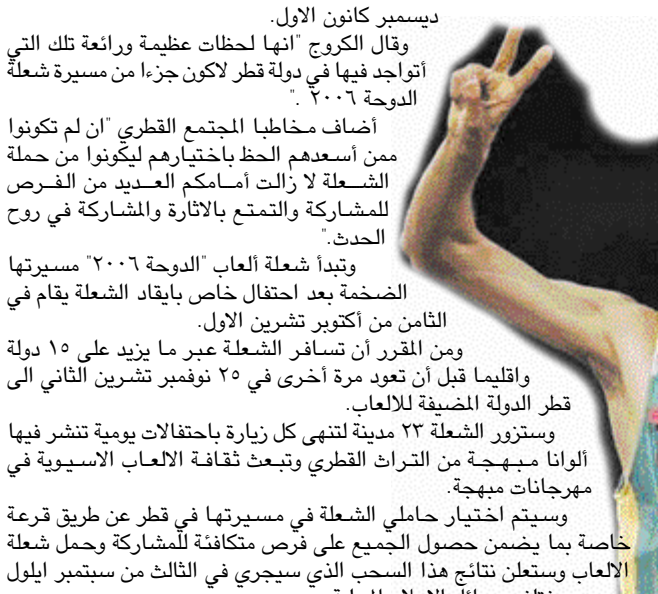 ديسمبر كانون الاول.
وقال الكروج "انها لحظات عظيمة ورائعة تلك التي
أتواجد فيها في دولة قطر لاكون جزءا من مسيرة شعلة
الدوحة ٢٠٠٦ ."
أضاف مخاطبا المجتمع القطري "ان لم تكونوا
ممن أسعدهم الحظ باختيارهم ليكونوا من حملة
الشعلة لا زالت أمامكم العديد من الفرص
للمشاركة والتمتع بالاثارة والمشاركة في روح
الحدث."
وتبدأ شعلة ألعاب "الدوحة ٢٠٠٦" مسيرتها
الضخمة بعد احتفال خاص بايقاد الشعلة يقام في
الثامن من أكتوبر تشرين الاول.
ومن المقرر أن تسافر الشعلة عبر ما يزيد على ١٥ دولة
واقليما قبل أن تعود مرة أخرى في ٢٥ نوفمبر تشرين الثاني الى
قطر الدولة المضيفة للالعاب.
وستزور الشعلة ٢٣ مدينة لتنهى كل زيارة باحتفالات يومية تنشر فيها
ألوانا مبهجة من التراث القطري وتبعث ثقافة الالعاب الاسيوية في
مهرجانات مبهجة.
وسيتم اختيار حاملي الشعلة في مسيرتها في قطر عن طريق قرعة
خاصة بما يضمن حصول الجميع على فرص متكافئة للمشاركة وحمل شعلة
الالعاب وستعلن نتائج هذا السحب الذي سيجري في الثالث من سبتمبر ايلول